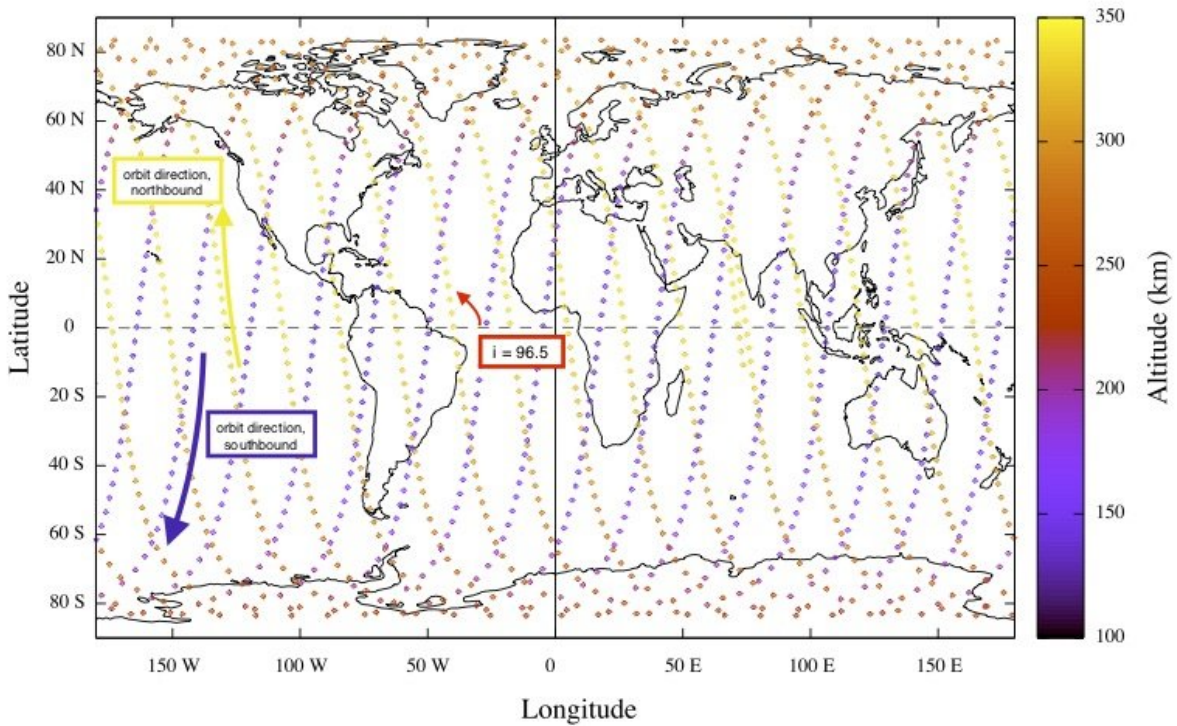 80 N
60 N
40 N
20 N
0
20 S
40 S
60 S
80 S
Latitude
orbit direction,
northbound
i = 96.5
orbit direction,
southbound
150 W
100 W
50 W
0
50 E
100 E
150 E
Longitude
350
300
250
200
150
100
Altitude (km)